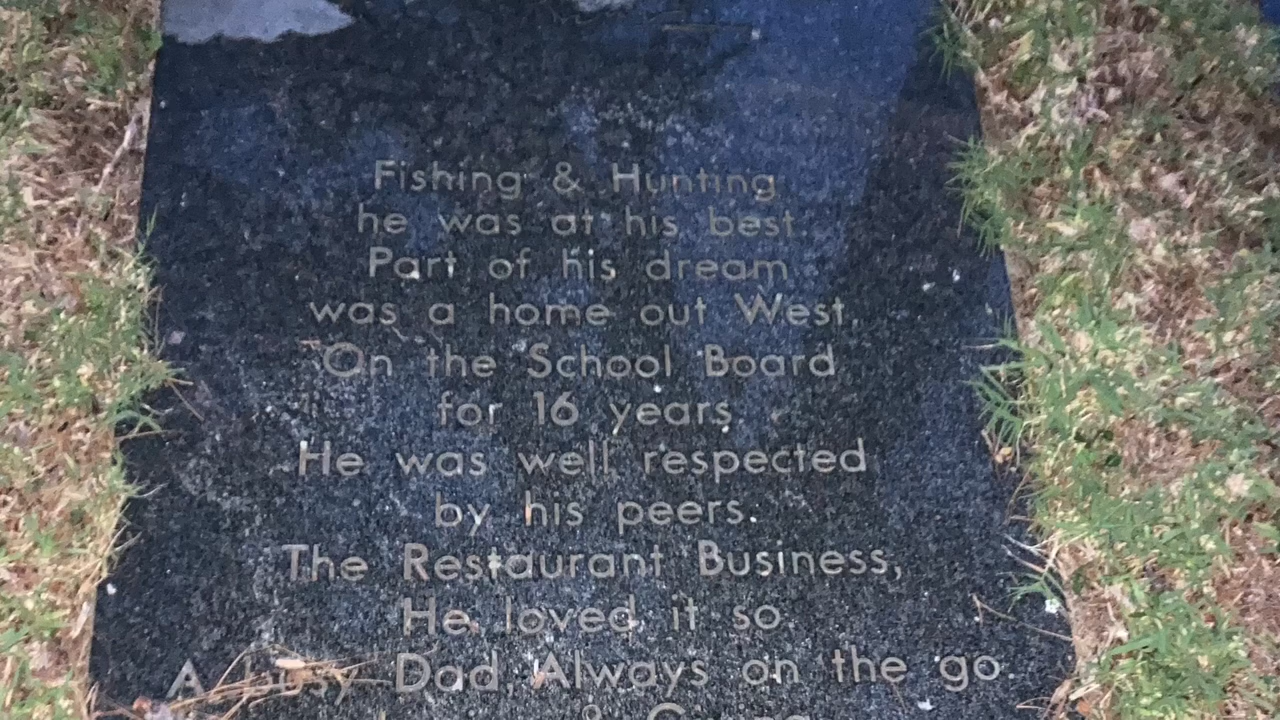 Fishing & Hunting
he was at his best.
Part of his dream
was a home out West.
On the School Board
for 16 years,
He was well respected
by his peers.
The Restaurant Business,
He loved it so.
A busy Dad, Always on the go.
&